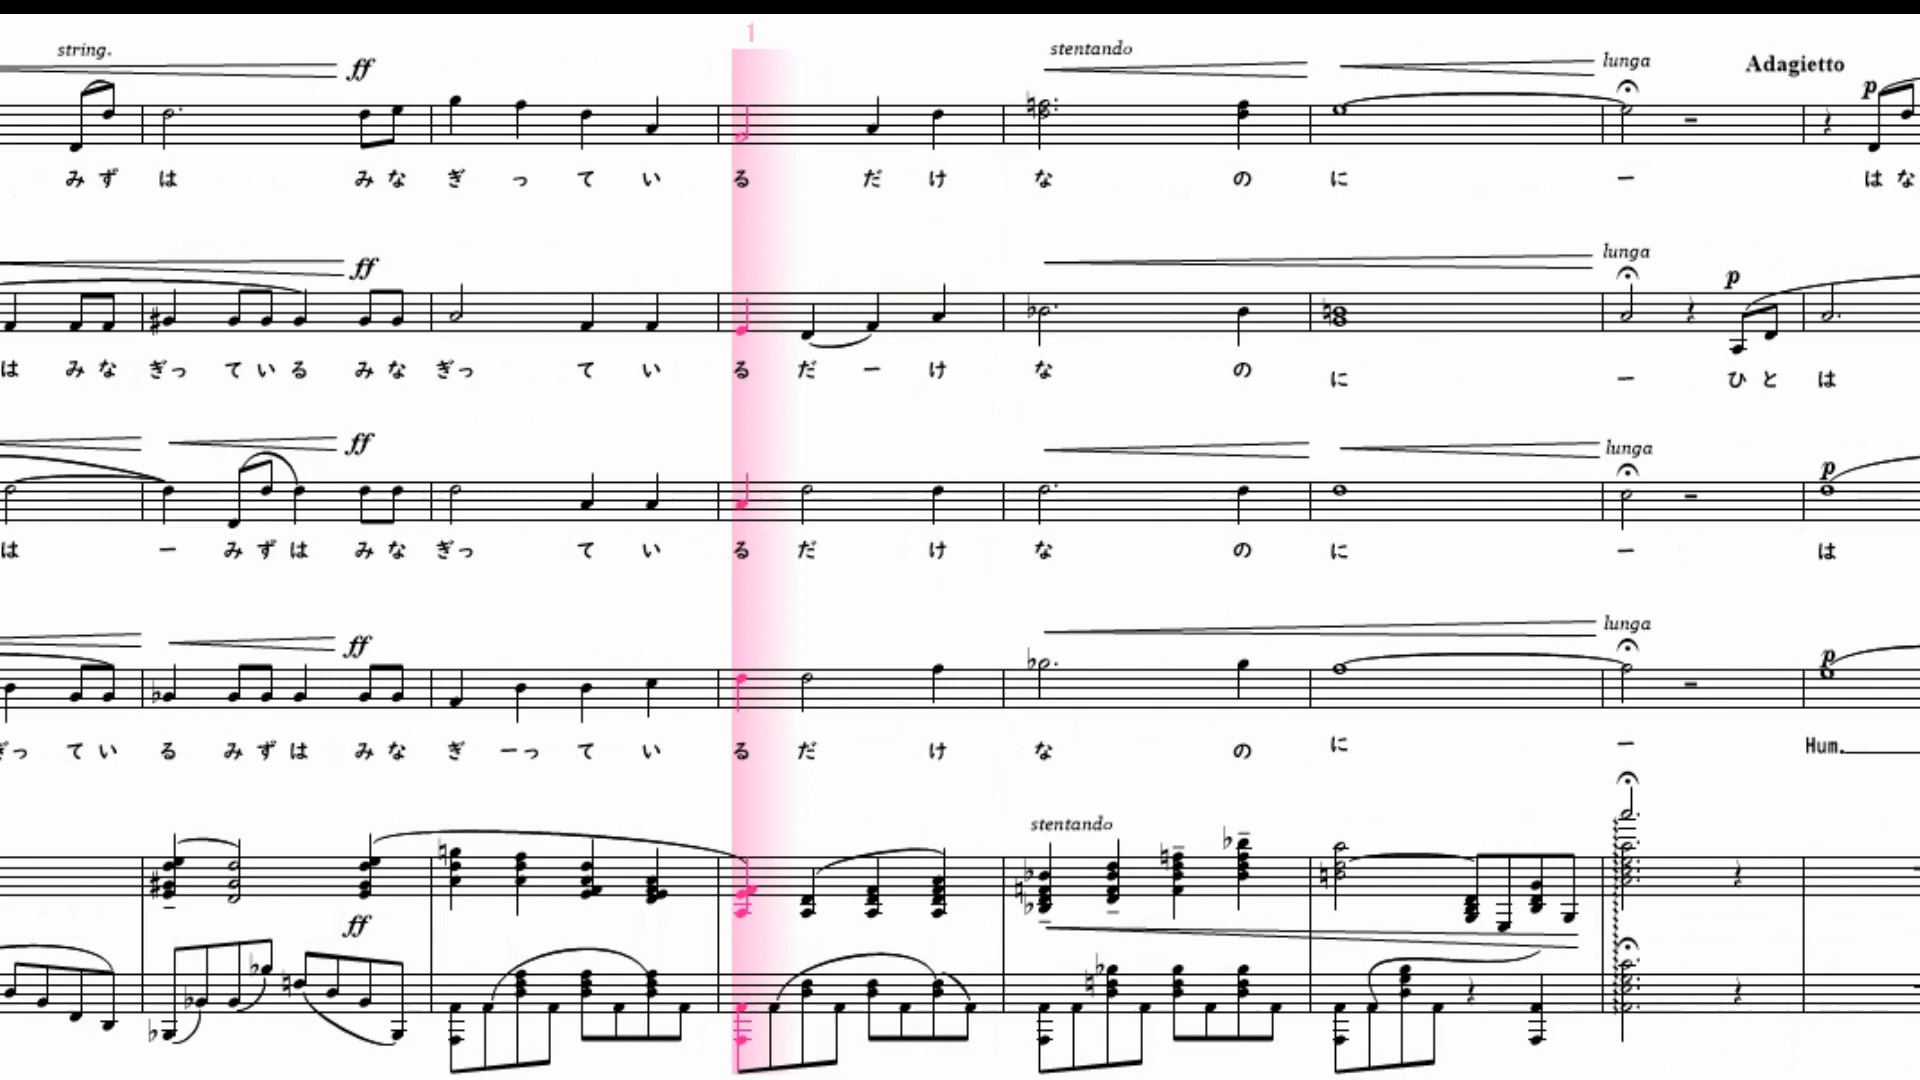 1
string.
stentando
lunga
Adagietto
ff
p
みずは みなぎってい るだけ なの に ー はな
lunga
ff
p
は みな ぎっている みな ぎってい るだーけ なの に ー ひと は
lunga
ff
p
は ー みずは みな ぎってい るだけ なの に ー は
lunga
ff
p
ぎってい る みずは みな ぎーってい るだけ なの に ー Hum.
stentando
ff